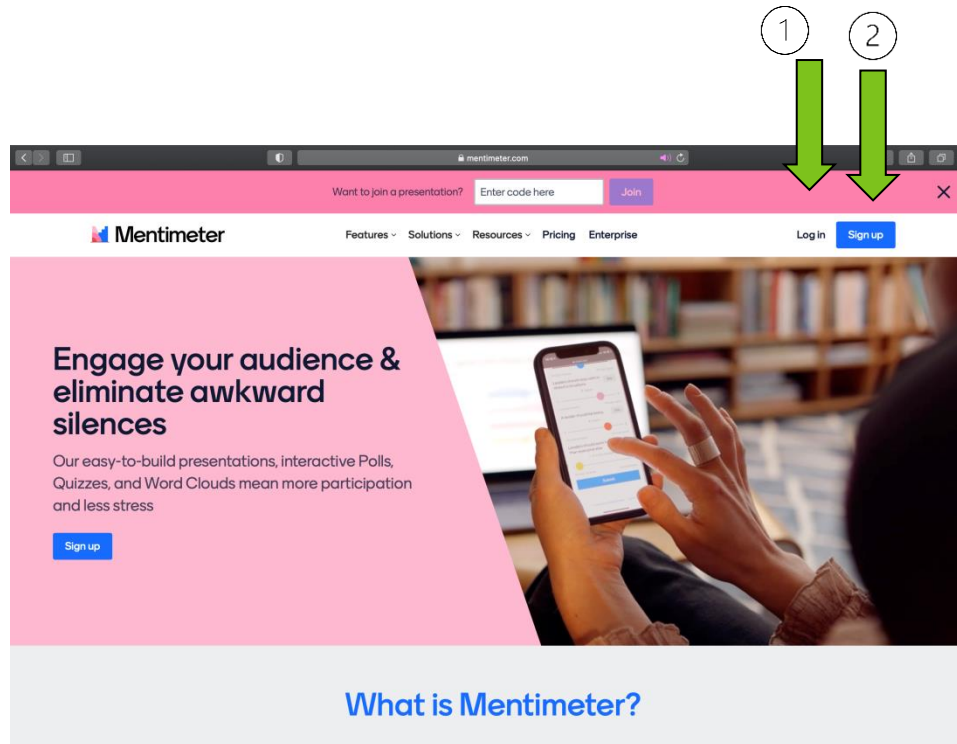 1 2
mentimeter.com
Want to join a presentation? Enter code here Join
Mentimeter Features Solutions Resources Pricing Enterprise Log in Sign up
Engage your audience &
eliminate awkward
silences
Our easy-to-build presentations, interactive Polls,
Quizzes, and Word Clouds mean more participation
and less stress
Sign up
What is Mentimeter?